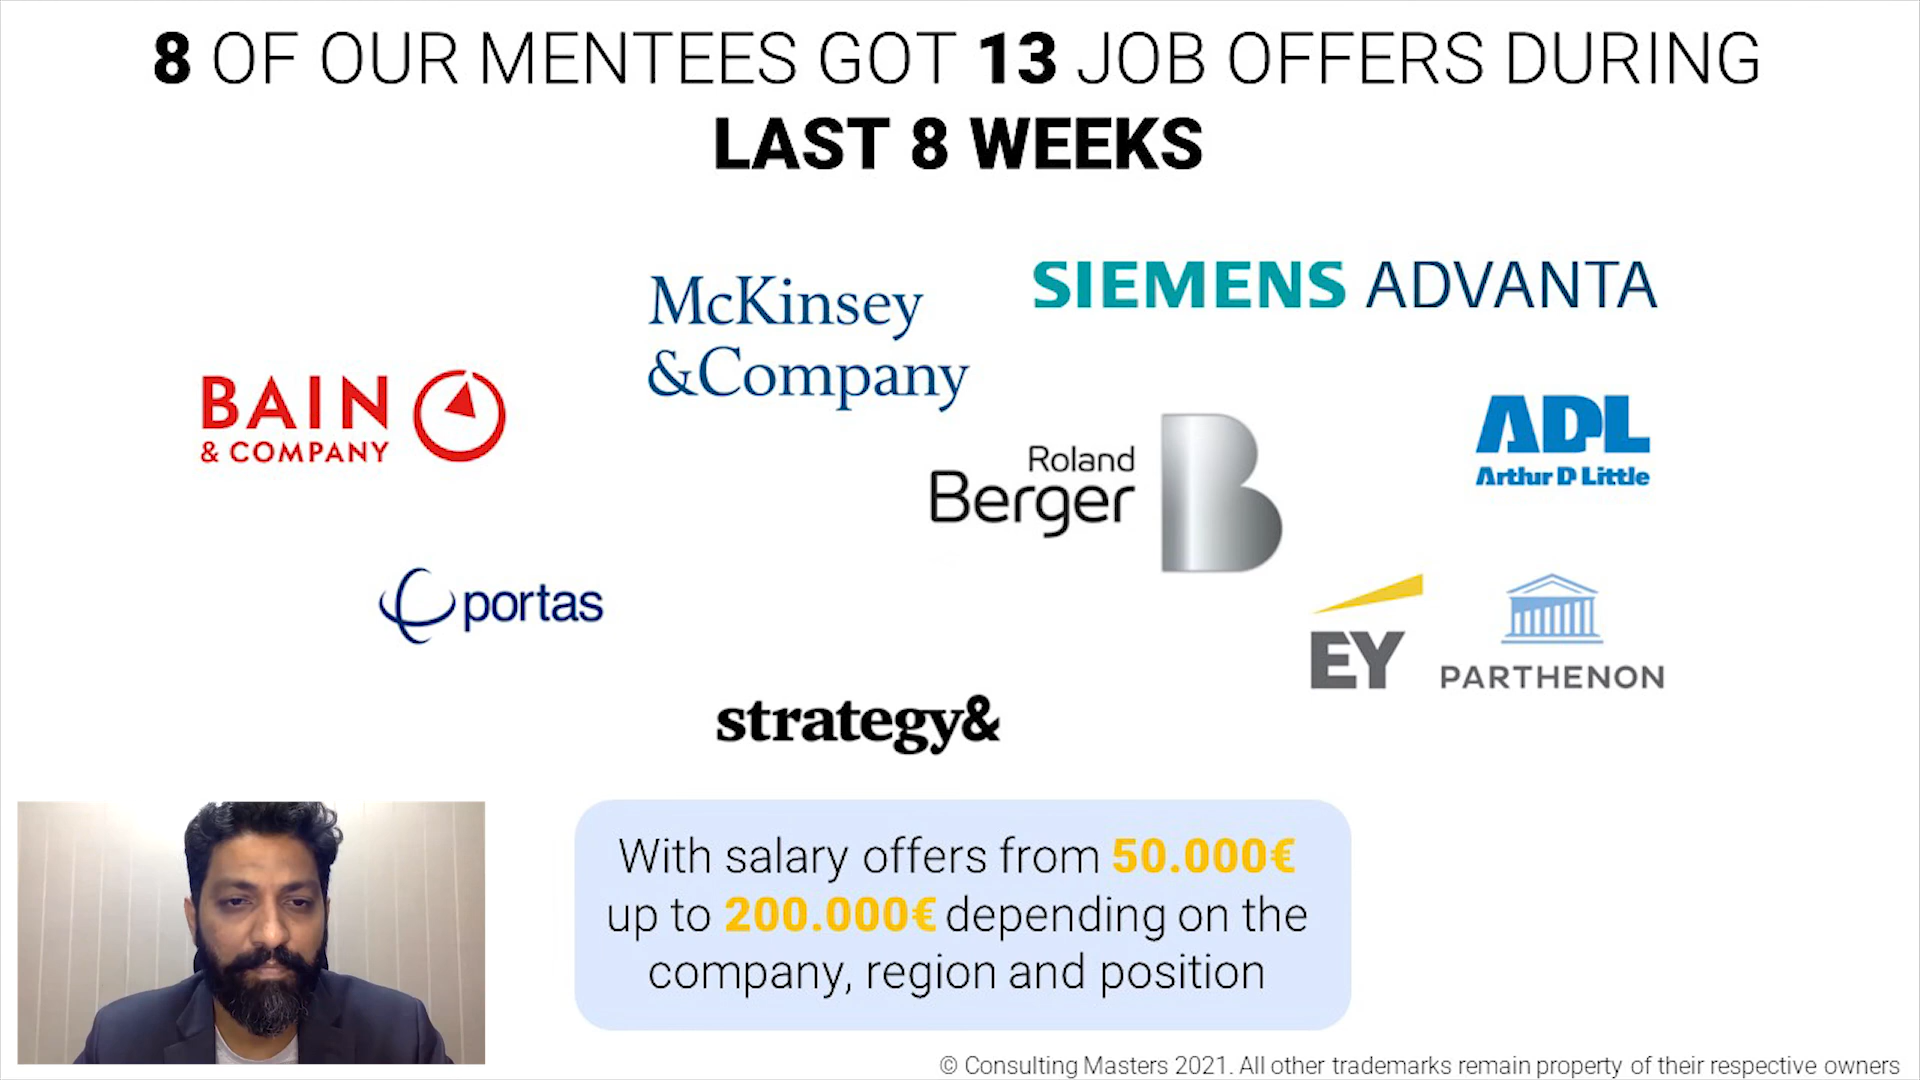 8 OF OUR MENTEES GOT 13 JOB OFFERS DURING
LAST 8 WEEKS
McKinsey
&Company
SIEMENS ADVANTA
BAIN
& COMPANY
Roland
Berger
B
ADL
Arthur D Little
portas
EY
PARTHENON
strategy&
With salary offers from 50.000€
up to 200.000€ depending on the
company, region and position
© Consulting Masters 2021. All other trademarks remain property of their respective owners